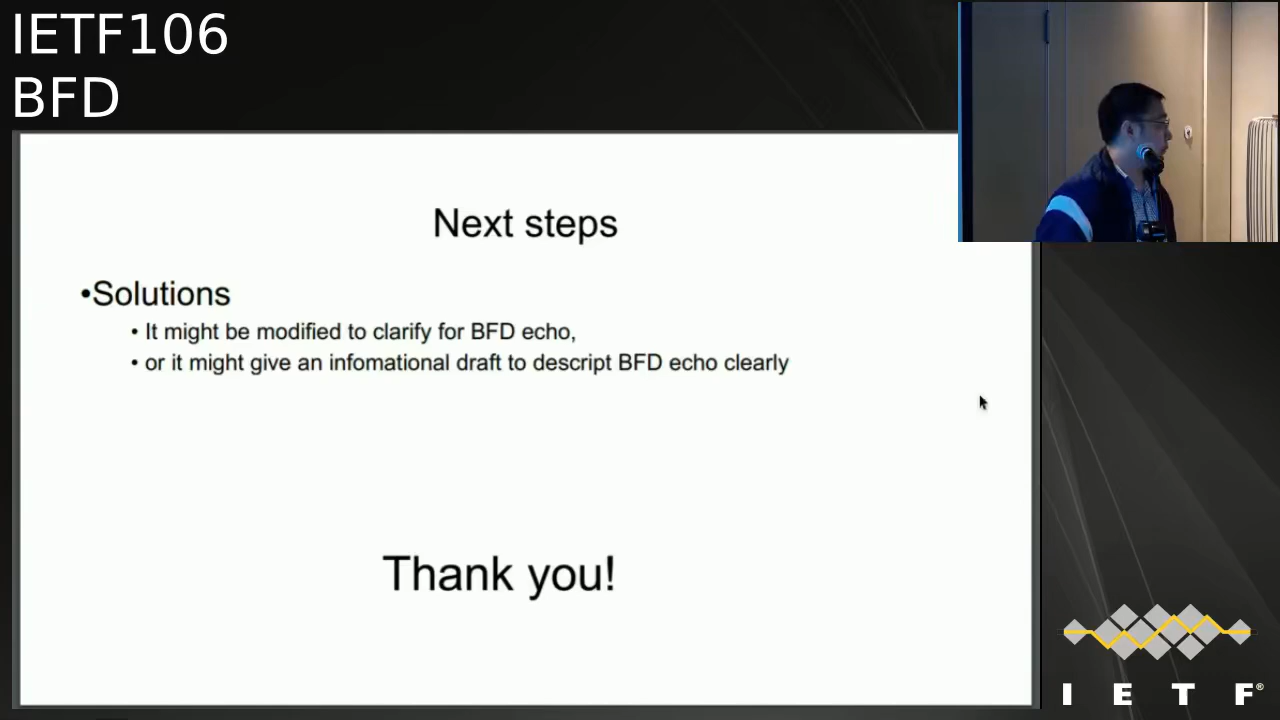 IETF106
BFD
Next steps
•Solutions
• It might be modified to clarify for BFD echo,
• or it might give an infomational draft to descript BFD echo clearly
Thank you!
I E T F®